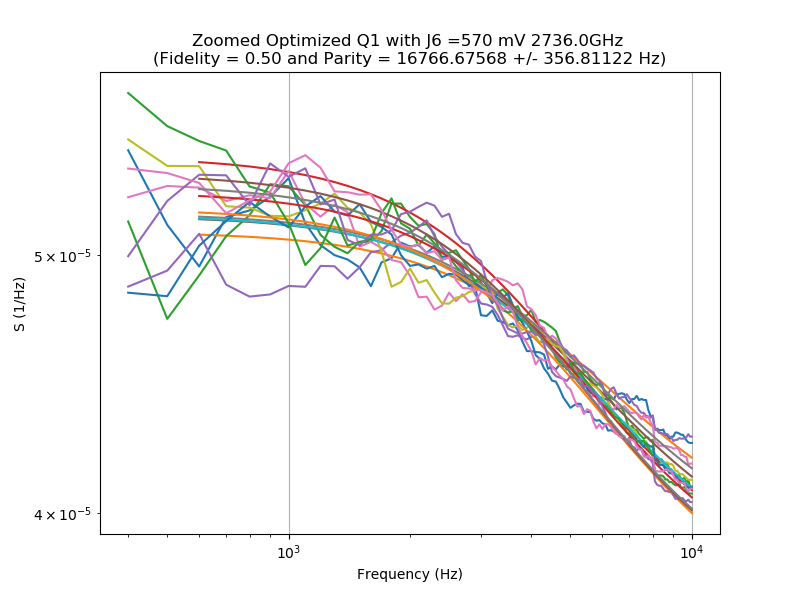 Zoomed Optimized Q1 with J6 =570 mV 2736.0GHz
(Fidelity = 0.50 and Parity = 16766.67568 +/- 356.81122 Hz)
S (1/Hz)
5 × 10⁻⁵
4 × 10⁻⁵
10³
10⁴
Frequency (Hz)